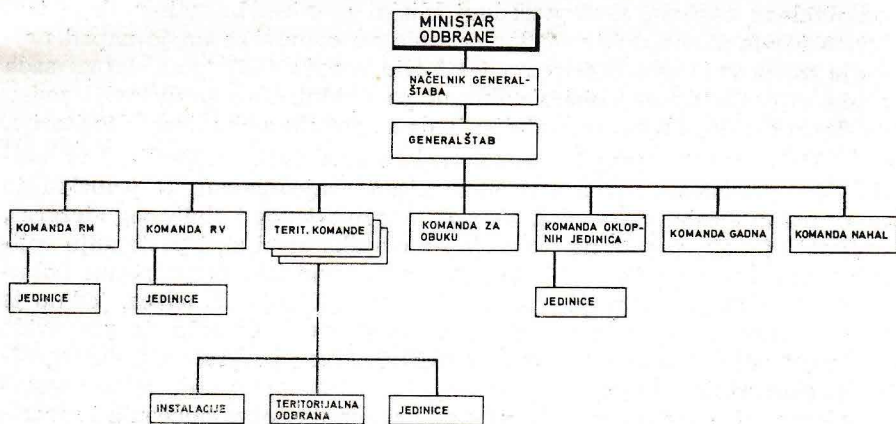 MINISTAR
ODBRANE
NAČELNIK GENERAL-
ŠTABA
GENERALŠTAB
KOMANDA RM
KOMANDA RV
TERIT. KOMANDE
KOMANDA ZA
OBUKU
KOMANDA OKLOP-
NIH JEDINICA
KOMANDA GADNA
KOMANDA NAHAL
JEDINICE
JEDINICE
JEDINICE
INSTALACIJE
TERITORIJALNA
ODBRANA
JEDINICE